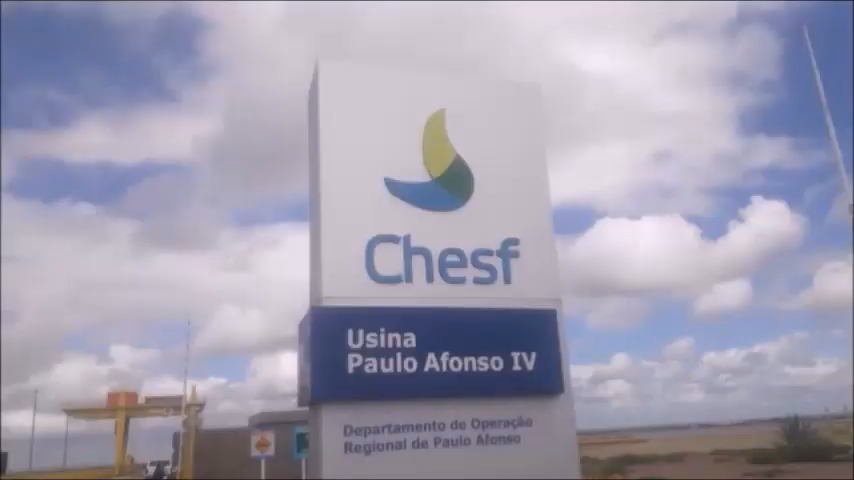 Chesf
Usina
Paulo Afonso IV
Departamento de Operação
Regional de Paulo Afonso